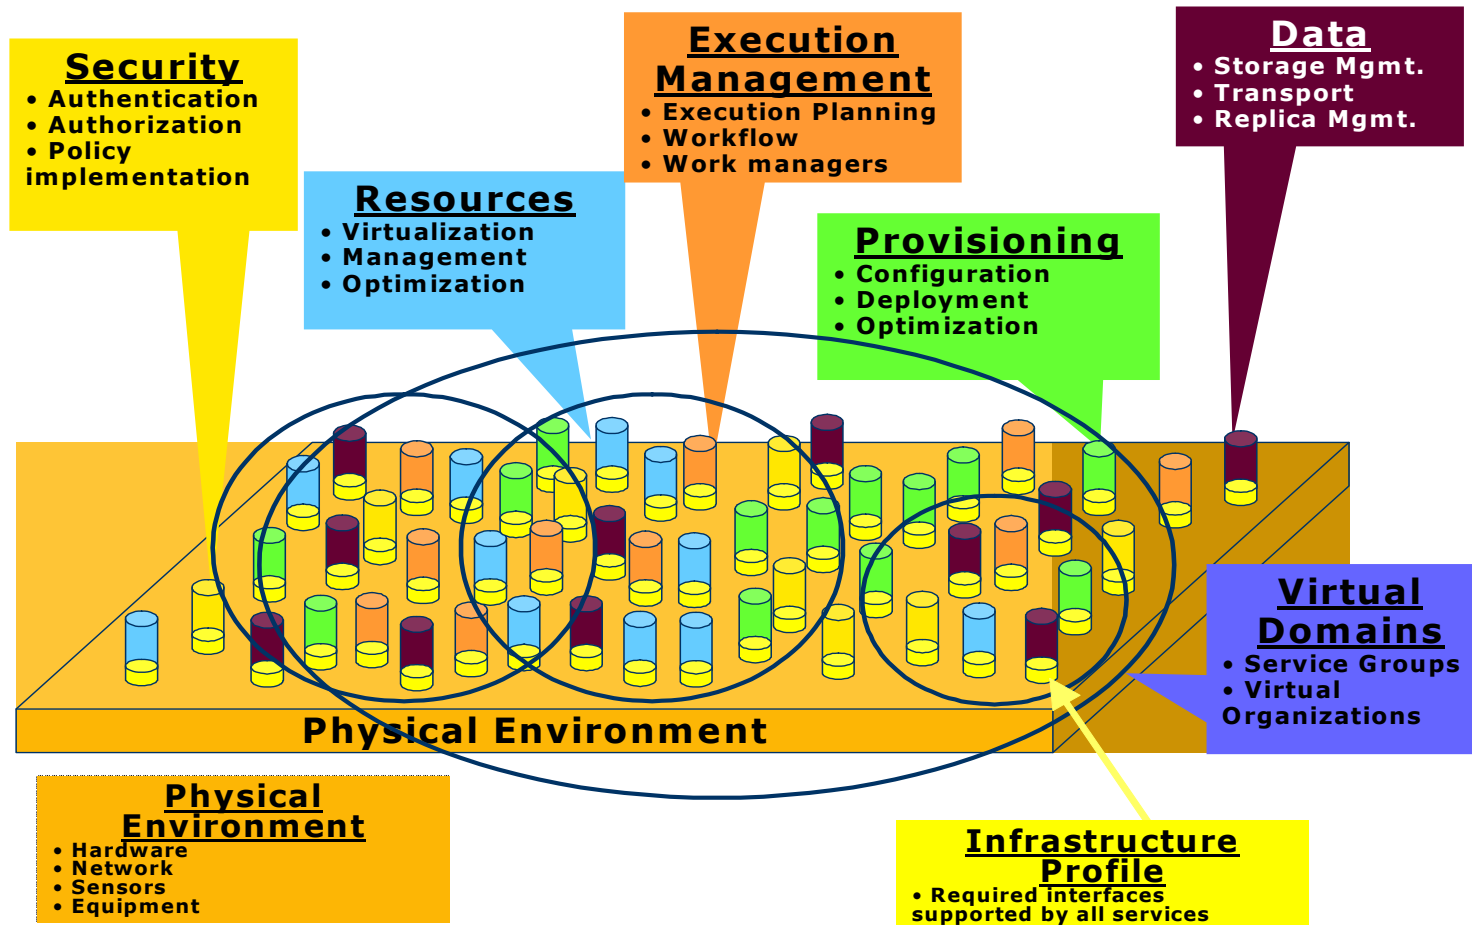 Security
• Authentication
• Authorization
• Policy
implementation
Resources
• Virtualization
• Management
• Optimization
Execution
Management
• Execution Planning
• Workflow
• Work managers
Provisioning
• Configuration
• Deployment
• Optimization
Data
• Storage Mgmt.
• Transport
• Replica Mgmt.
Virtual
Domains
• Service Groups
• Virtual
Organizations
Physical Environment
Physical
Environment
• Hardware
• Network
• Sensors
• Equipment
Infrastructure
Profile
• Required interfaces
supported by all services